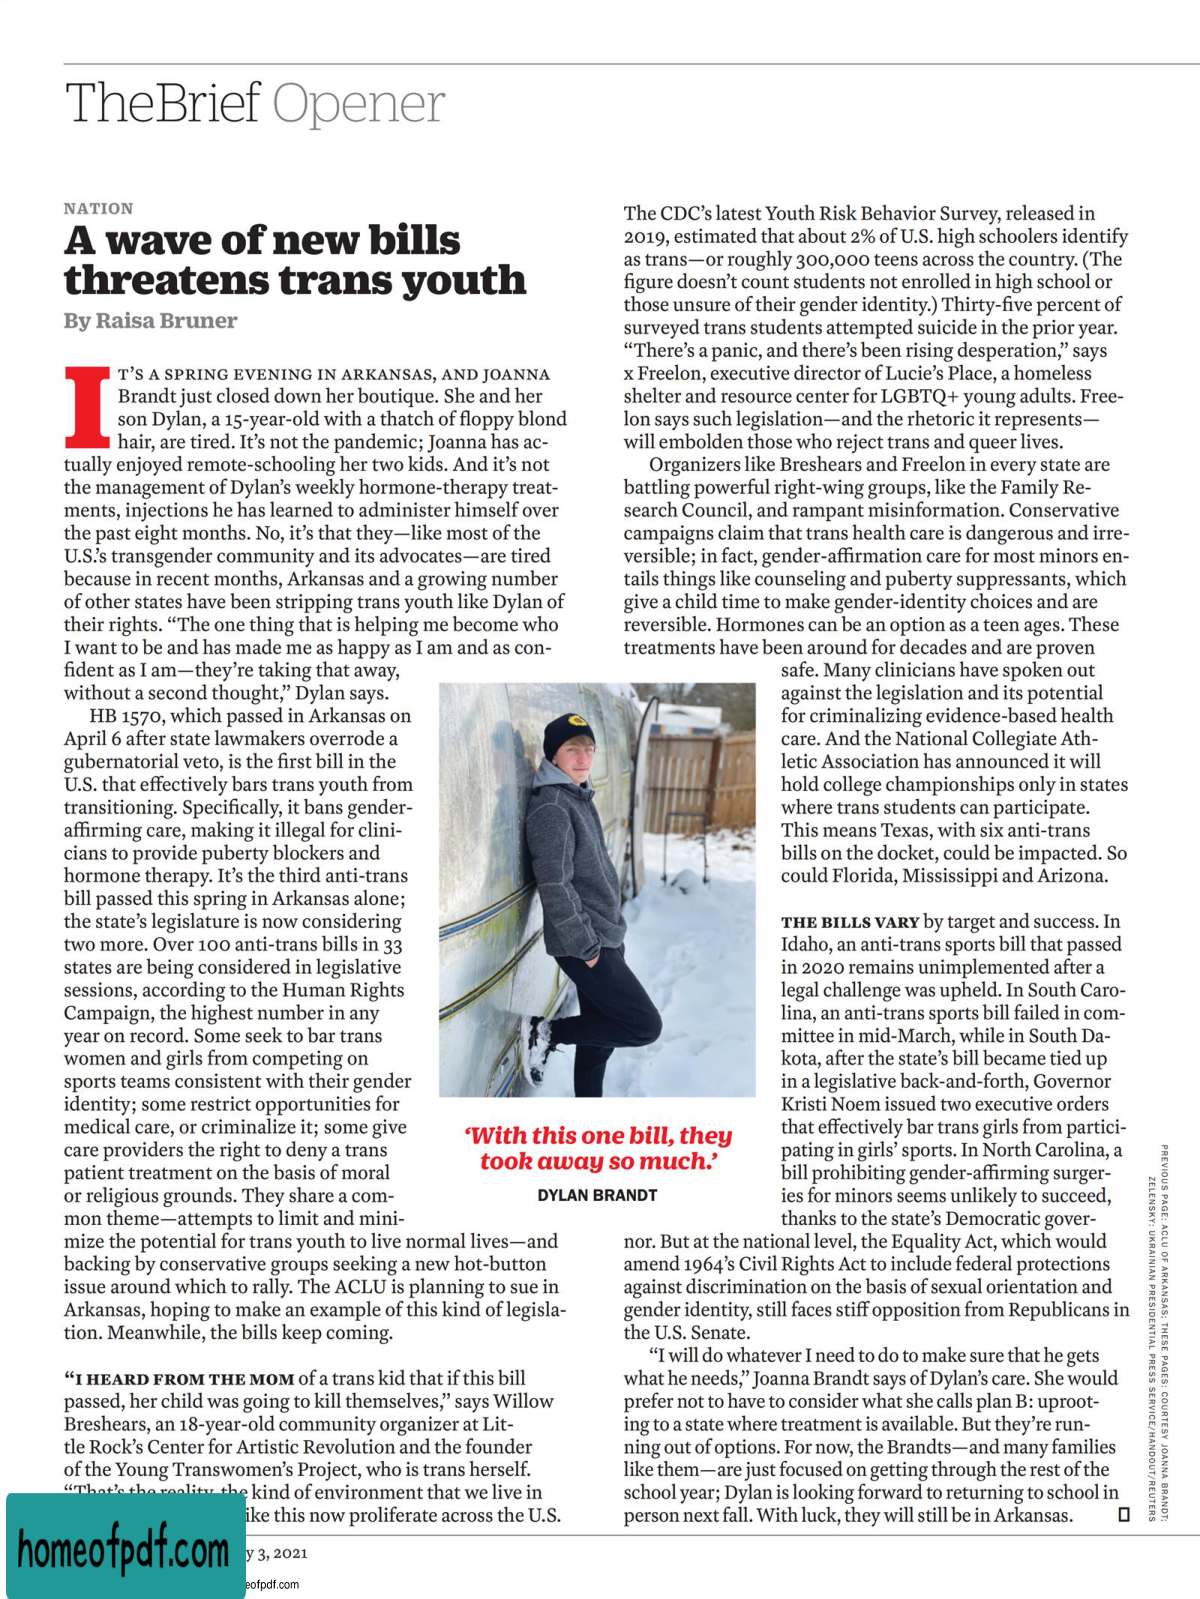 TheBrief Opener
NATION
A wave of new bills
threatens trans youth
By Raisa Bruner
IT'S A SPRING EVENING IN ARKANSAS, AND JOANNA
Brandt just closed down her boutique. She and her
son Dylan, a 15-year-old with a thatch of floppy blond
hair, are tired. It's not the pandemic; Joanna has ac-
tually enjoyed remote-schooling her two kids. And it's not
the management of Dylan's weekly hormone-therapy treat-
ments, injections he has learned to administer himself over
the past eight months. No, it's that they—like most of the
U.S.'s transgender community and its advocates—are tired
because in recent months, Arkansas and a growing number
of other states have been stripping trans youth like Dylan of
their rights. “The one thing that is helping me become who
I want to be and has made me as happy as I am and as con-
fident as I am—they're taking that away,
without a second thought,” Dylan says.
HB 1570, which passed in Arkansas on
April 6 after state lawmakers overrode a
gubernatorial veto, is the first bill in the
U.S. that effectively bars trans youth from
transitioning. Specifically, it bans gender-
affirming care, making it illegal for clini-
cians to provide puberty blockers and
hormone therapy. It's the third anti-trans
bill passed this spring in Arkansas alone;
the state's legislature is now considering
two more. Over 100 anti-trans bills in 33
states are being considered in legislative
sessions, according to the Human Rights
Campaign, the highest number in any
year on record. Some seek to bar trans
women and girls from competing on
sports teams consistent with their gender
identity; some restrict opportunities for
medical care, or criminalize it; some give
care providers the right to deny a trans
patient treatment on the basis of moral
or religious grounds. They share a com-
mon theme—attempts to limit and mini-
mize the potential for trans youth to live normal lives—and
backing by conservative groups seeking a new hot-button
issue around which to rally. The ACLU is planning to sue in
Arkansas, hoping to make an example of this kind of legisla-
tion. Meanwhile, the bills keep coming.
“I HEARD FROM THE MOM of a trans kid that if this bill
passed, her child was going to kill themselves,” says Willow
Breshears, an 18-year-old community organizer at Lit-
tle Rock's Center for Artistic Revolution and the founder
of the Young Transwomen's Project, who is trans herself.
“That's the reality, the kind of environment that we live in
ike this now proliferate across the U.S.
The CDC's latest Youth Risk Behavior Survey, released in
2019, estimated that about 2% of U.S. high schoolers identify
as trans—or roughly 300,000 teens across the country. (The
figure doesn't count students not enrolled in high school or
those unsure of their gender identity.) Thirty-five percent of
surveyed trans students attempted suicide in the prior year.
“There's a panic, and there's been rising desperation,” says
x Freelon, executive director of Lucie's Place, a homeless
shelter and resource center for LGBTQ+ young adults. Free-
lon says such legislation—and the rhetoric it represents—
will embolden those who reject trans and queer lives.
Organizers like Breshears and Freelon in every state are
battling powerful right-wing groups, like the Family Re-
search Council, and rampant misinformation. Conservative
campaigns claim that trans health care is dangerous and irre-
versible; in fact, gender-affirmation care for most minors en-
tails things like counseling and puberty suppressants, which
give a child time to make gender-identity choices and are
reversible. Hormones can be an option as a teen ages. These
treatments have been around for decades and are proven
safe. Many clinicians have spoken out
against the legislation and its potential
for criminalizing evidence-based health
care. And the National Collegiate Ath-
letic Association has announced it will
hold college championships only in states
where trans students can participate.
This means Texas, with six anti-trans
bills on the docket, could be impacted. So
could Florida, Mississippi and Arizona.
THE BILLS VARY by target and success. In
Idaho, an anti-trans sports bill that passed
in 2020 remains unimplemented after a
legal challenge was upheld. In South Caro-
lina, an anti-trans sports bill failed in com-
mittee in mid-March, while in South Da-
kota, after the state's bill became tied up
in a legislative back-and-forth, Governor
Kristi Noem issued two executive orders
that effectively bar trans girls from partici-
pating in girls' sports. In North Carolina, a
bill prohibiting gender-affirming surger-
ies for minors seems unlikely to succeed,
thanks to the state's Democratic gover-
nor. But at the national level, the Equality Act, which would
amend 1964's Civil Rights Act to include federal protections
against discrimination on the basis of sexual orientation and
gender identity, still faces stiff opposition from Republicans in
the U.S. Senate.
“I will do whatever I need to do to make sure that he gets
what he needs,” Joanna Brandt says of Dylan's care. She would
prefer not to have to consider what she calls plan B: uproot-
ing to a state where treatment is available. But they're run-
ning out of options. For now, the Brandts—and many families
like them—are just focused on getting through the rest of the
school year; Dylan is looking forward to returning to school in
person next fall. With luck, they will still be in Arkansas.
‘With this one bill, they
took away so much.’
DYLAN BRANDT
PREVIOUS PAGE: ACLU OF ARKANSAS; THESE PAGES: COURTESY JOANNA BRANDT;
ZELENSKY: UKRAINIAN PRESIDENTIAL PRESS SERVICE/HANDOUT/REUTERS
y 3, 2021
homeofpdf.com
eofpdf.com